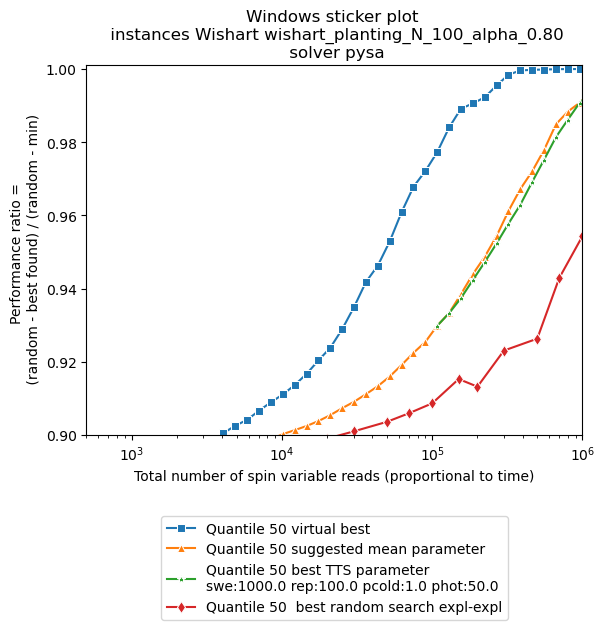 Windows sticker plot
instances Wishart wishart_planting_N_100_alpha_0.80
solver pysa
1.00
0.98
0.96
0.94
0.92
0.90
Performance ratio =
(random - best found) / (random - min)
10³
10⁴
10⁵
10⁶
Total number of spin variable reads (proportional to time)
Quantile 50 virtual best
Quantile 50 suggested mean parameter
Quantile 50 best TTS parameter
swe:1000.0 rep:100.0 pcold:1.0 phot:50.0
Quantile 50  best random search expl-expl